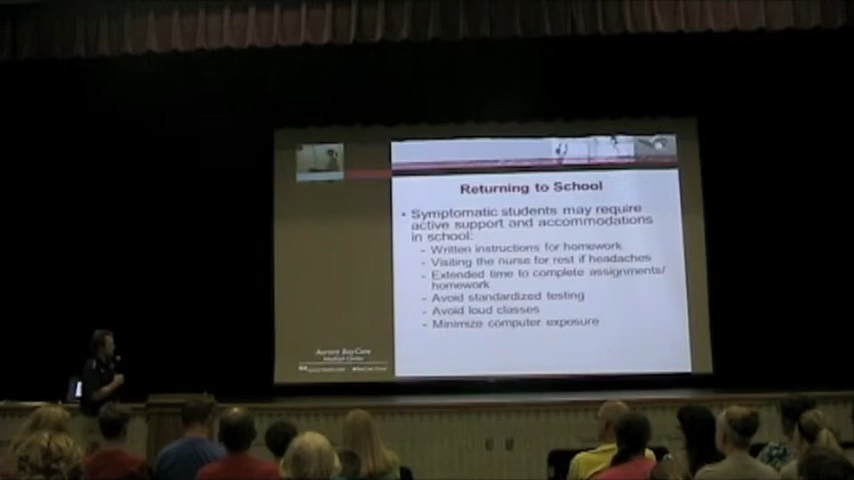 Returning to School
• Symptomatic students may require
active support and accommodations
in school:
– Written instructions for homework
– Visiting the nurse for rest if headaches
– Extended time to complete assignments/
homework
– Avoid standardized testing
– Avoid loud classes
– Minimize computer exposure
Aurora BayCare
Medical Center